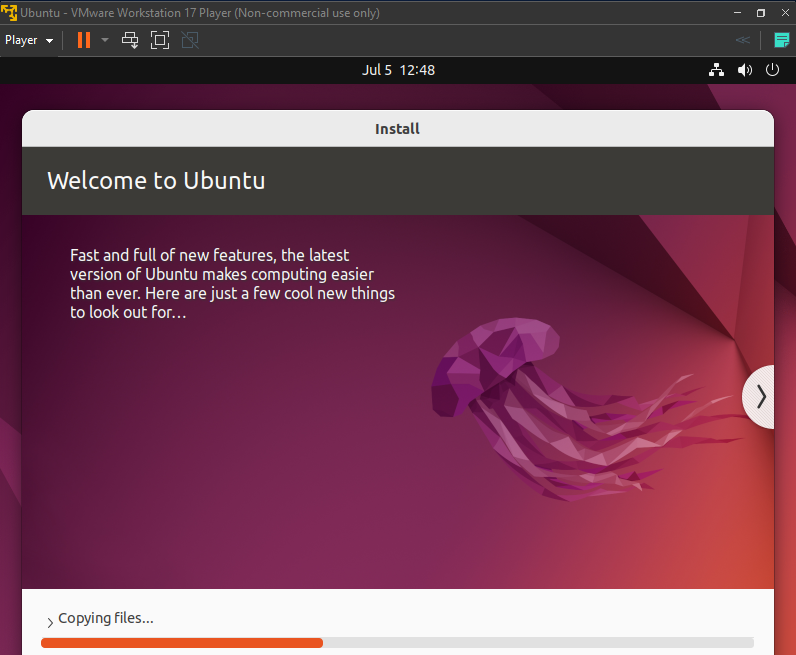 Ubuntu - VMware Workstation 17 Player (Non-commercial use only)
Player
Jul 5 12:48
Install
Welcome to Ubuntu
Fast and full of new features, the latest
version of Ubuntu makes computing easier
than ever. Here are just a few cool new things
to look out for...
Copying files...